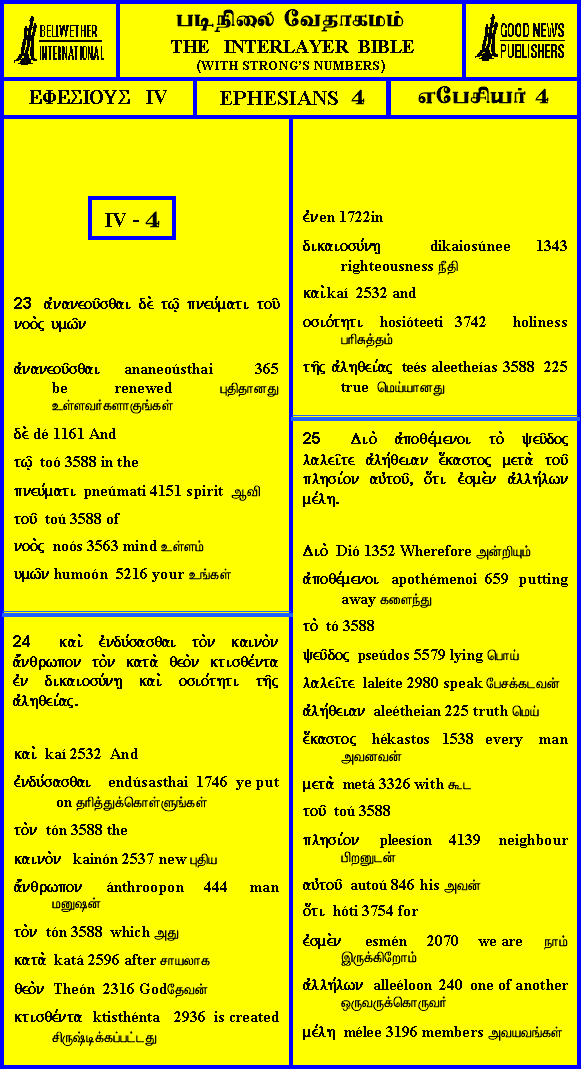 BELIWETHER
INTERNATIONAL
படிநிலை வேதாகமம்
THE INTERLAYER BIBLE
(WITH STRONG'S NUMBERS)
GOOD NEWS
PUBLISHERS
ΕΦΕΣΙΟΥΣ IV
EPHESIANS 4
எபேசியர் 4
IV - 4
23 ἀνανεοῦσθαι δὲ τῷ πνεύματι τοῦ
νοὸς υμῶν
ἀνανεοῦσθαι ananeoústhai 365
be renewed புதிதானது
உள்ளவர்களாகுங்கள்
δὲ dé 1161 And
τῷ toó 3588 in the
πνεύματι pneúmati 4151 spirit ஆவி
τοῦ toú 3588 of
νοὸς noós 3563 mind உள்ளம்
υμῶν humoón 5216 your உங்கள்
24 καὶ ἐνδύσασθαι τὸν καινὸν
ἄνθρωπον τὸν κατὰ θεὸν κτισθέντα
ἐν δικαιοσύνῃ καὶ οσιότητι τῆς
ἀληθείας.
καὶ kaí 2532 And
ἐνδύσασθαι endúsasthai 1746 ye put
on தரித்துக்கொள்ளுங்கள்
τὸν tón 3588 the
καινὸν kainón 2537 new புதிய
ἄνθρωπον ánthroopon 444 man
மனுஷன்
τὸν tón 3588 which அது
κατὰ katá 2596 after சாயலாக
θεὸν Theón 2316 Godதேவன்
κτισθέντα ktisthénta 2936 is created
சிருஷ்டிக்கப்பட்டது
ἐν en 1722in
δικαιοσύνῃ dikaiosúnee 1343
righteousness நீதி
καὶ kaí 2532 and
οσιότητι hosióteeti 3742 holiness
பரிசுத்தம்
τῆς ἀληθείας teés aleetheías 3588 225
true மெய்யானது
25 Διὸ ἀποθέμενοι τὸ ψεῦδος
λαλεῖτε ἀλήθειαν ἕκαστος μετὰ τοῦ
πλησίον αὐτοῦ, ὅτι ἐσμὲν ἀλλήλων
μέλη.
Διὸ Dió 1352 Wherefore அன்றியும்
ἀποθέμενοι apothémenoi 659 putting
away களைந்து
τὸ tó 3588
ψεῦδος pseúdos 5579 lying பொய்
λαλεῖτε laleíte 2980 speak பேசக்கடவன்
ἀλήθειαν aleétheian 225 truth மெய்
ἕκαστος hékastos 1538 every man
அவனவன்
μετὰ metá 3326 with கூட
τοῦ toú 3588
πλησίον pleesíon 4139 neighbour
பிறனுடன்
αὐτοῦ autoú 846 his அவன்
ὅτι hóti 3754 for
ἐσμὲν esmén 2070 we are நாம்
இருக்கிறோம்
ἀλλήλων alleéloon 240 one of another
ஒருவருக்கொருவர்
μέλη mélee 3196 members அவயவங்கள்